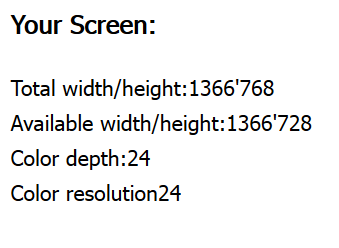 Your Screen:
Total width/height:1366'768
Available width/height:1366'728
Color depth:24
Color resolution24